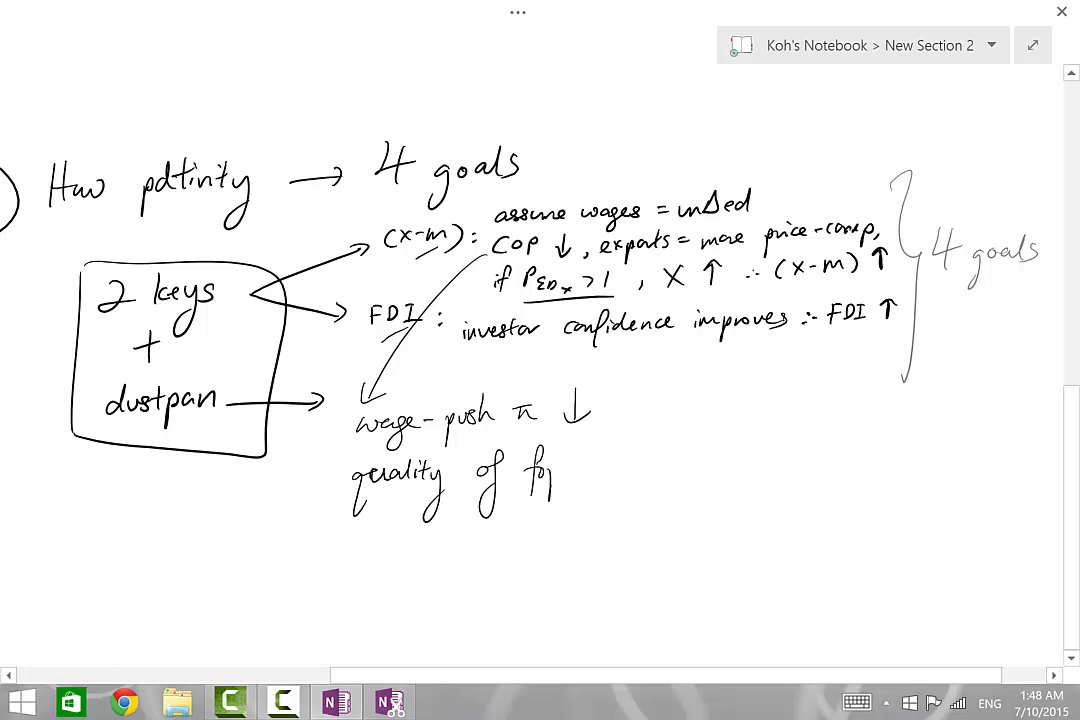 Koh's Notebook > New Section 2
How pdtivity → 4 goals
(x-m) : assume wages = unΔed
COP ↓, exports = more price-comp,
if PEDx >1, X ↑ ∴ (x-m) ↑
4 goals
2 keys
+
dustpan
FDI : investor confidence improves ∴ FDI ↑
wage-push π ↓
quality of fo
ENG
1:48 AM
7/10/2015